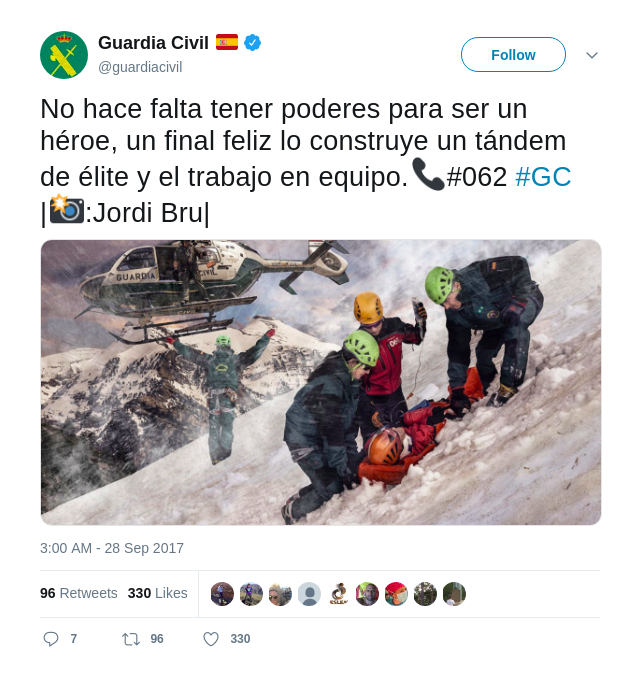 Guardia Civil 🇪🇸
@guardiacivil
Follow
No hace falta tener poderes para ser un
héroe, un final feliz lo construye un tándem
de élite y el trabajo en equipo.📞#062 #GC
|📸:Jordi Bru|
GUARDIA CIVIL
3:00 AM - 28 Sep 2017
96 Retweets 330 Likes
7 96 330